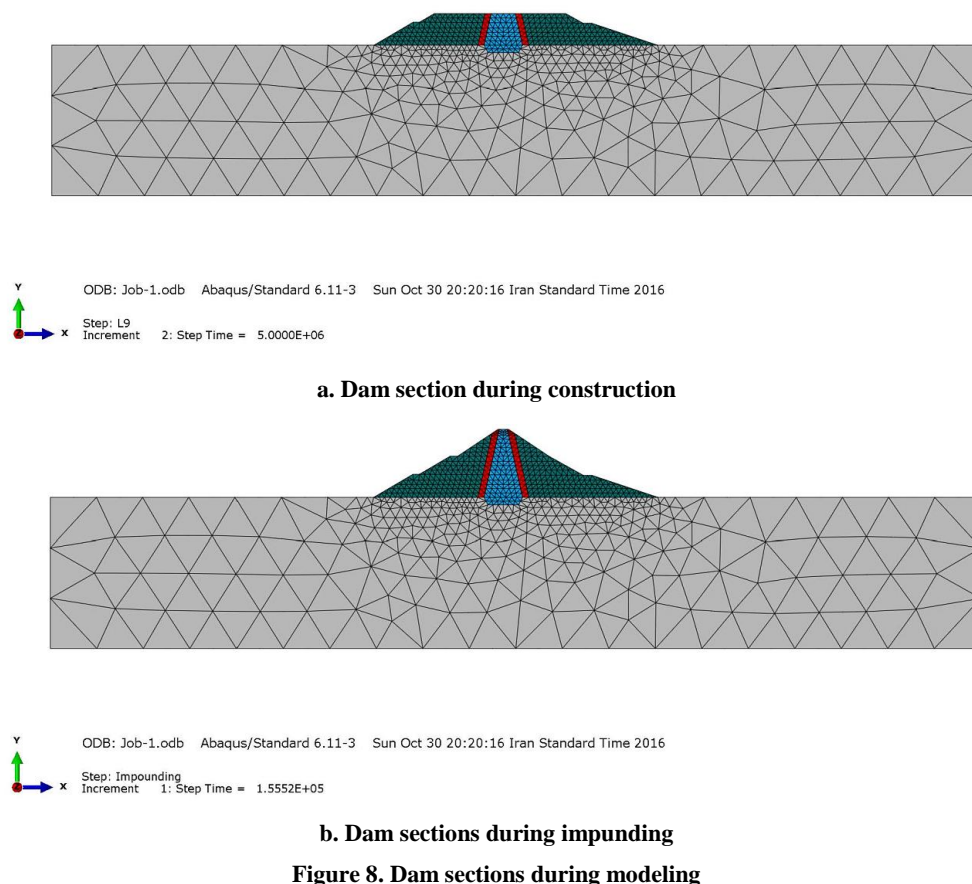 Y
ODB: Job-1.odb Abaqus/Standard 6.11-3 Sun Oct 30 20:20:16 Iran Standard Time 2016
Z X
Step: L9
Increment 2: Step Time = 5.0000E+06
a. Dam section during construction
Y
ODB: Job-1.odb Abaqus/Standard 6.11-3 Sun Oct 30 20:20:16 Iran Standard Time 2016
Z X
Step: Impounding
Increment 1: Step Time = 1.5552E+05
b. Dam sections during impunding
Figure 8. Dam sections during modeling